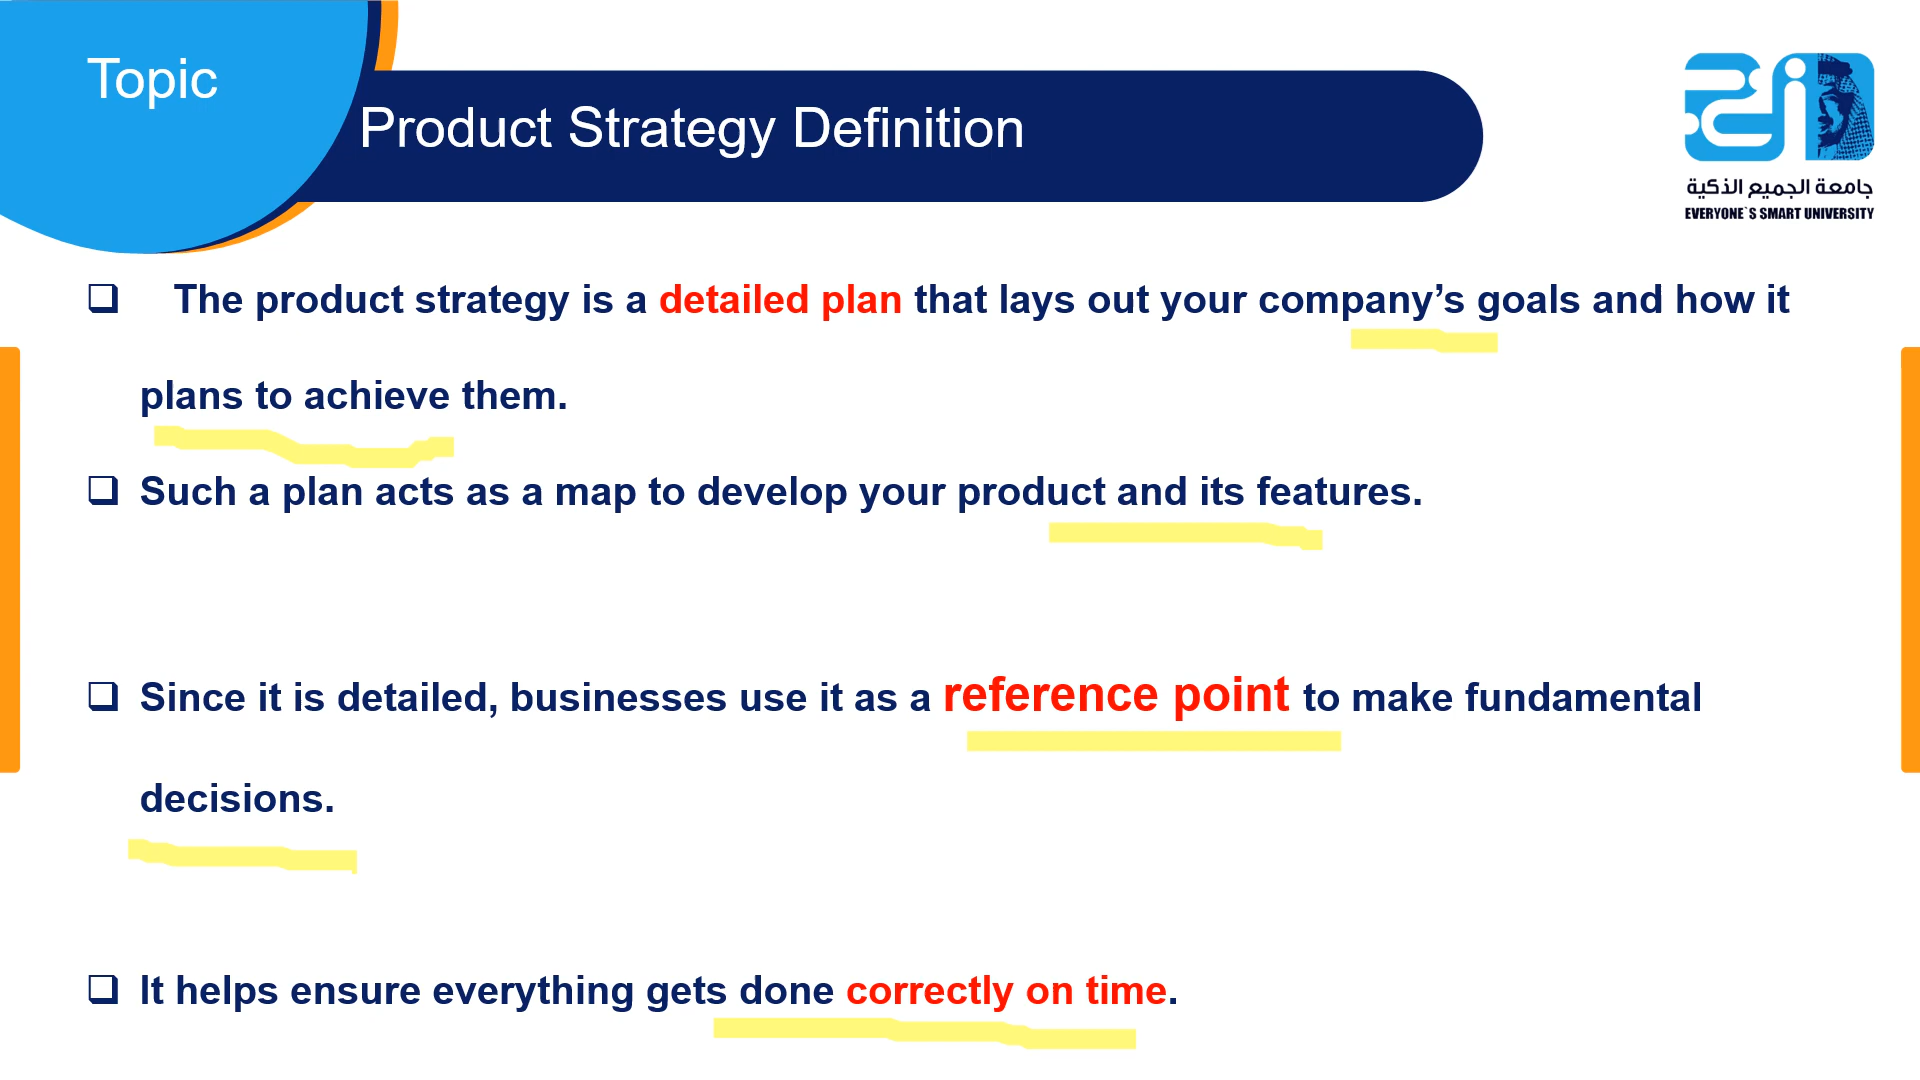 Topic
Product Strategy Definition
جامعة الجميع الذكية
EVERYONE`S SMART UNIVERSITY
❑ The product strategy is a detailed plan that lays out your company’s goals and how it
plans to achieve them.
❑ Such a plan acts as a map to develop your product and its features.
❑ Since it is detailed, businesses use it as a reference point to make fundamental
decisions.
❑ It helps ensure everything gets done correctly on time.